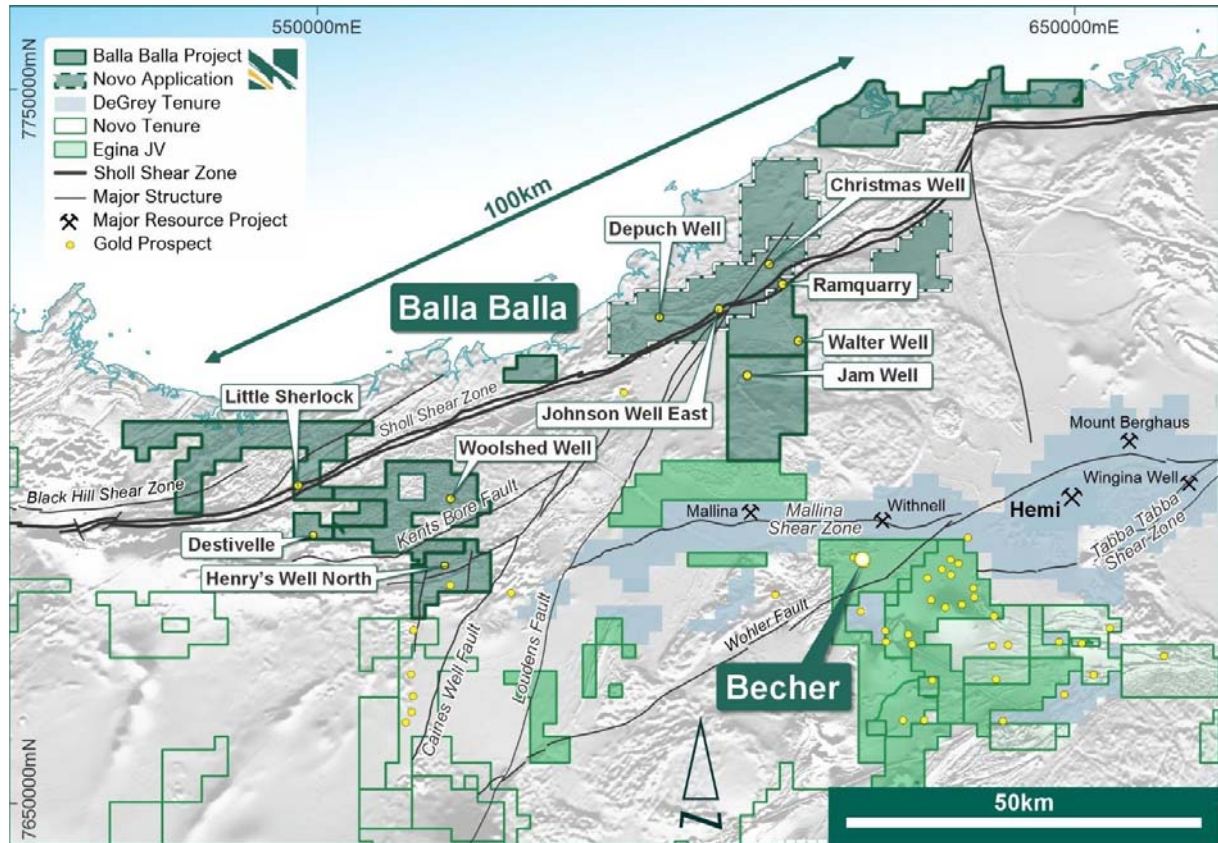 550000mE
650000mE
7750000mN
7650000mN
Balla Balla Project
Novo Application
DeGrey Tenure
Novo Tenure
Egina JV
Sholl Shear Zone
Major Structure
Major Resource Project
Gold Prospect
100km
Christmas Well
Depuch Well
Balla Balla
Ramquarry
Walter Well
Jam Well
Little Sherlock
Sholl Shear Zone
Johnson Well East
Woolshed Well
Mount Berghaus
Black Hill Shear Zone
Kents Bore Fault
Mallina
Mallina
Shear Zone
Withnell
Hemi
Wingina Well
Tabba Tabba
Shear Zone
Destivelle
Henry's Well North
Caines Well Fault
Loudens Fault
Wohler Fault
Becher
N
50km